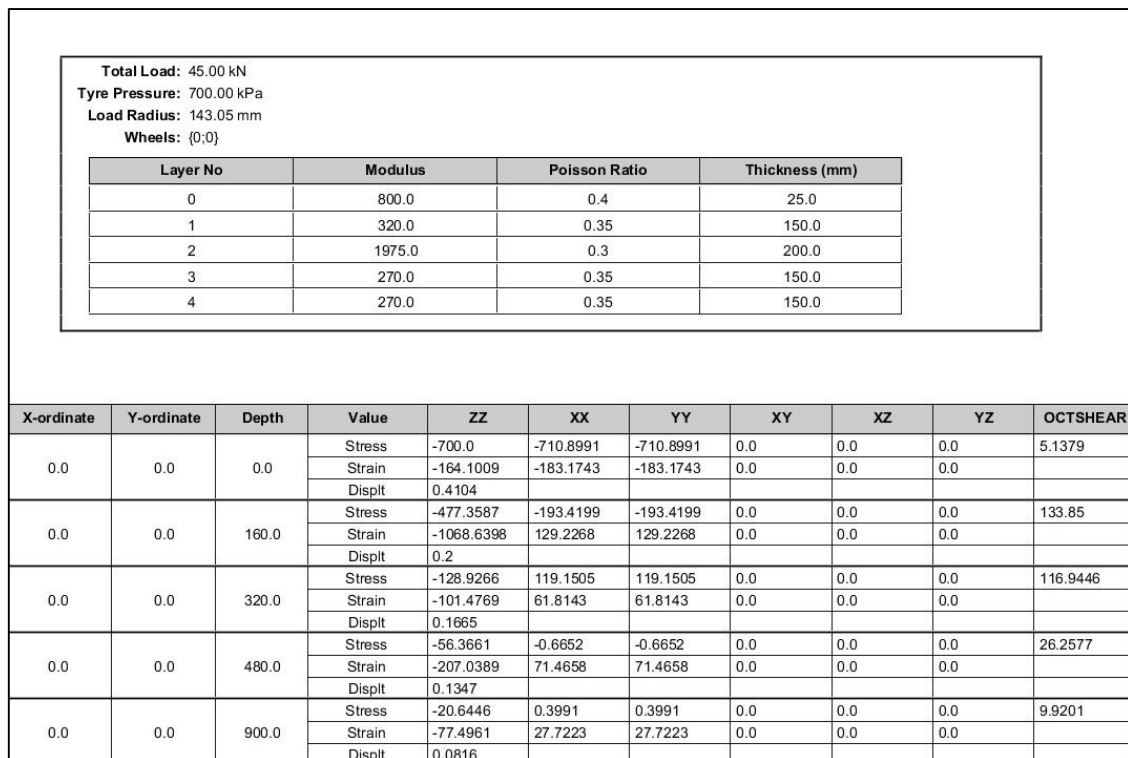 Total Load: 45.00 kN
Tyre Pressure: 700.00 kPa
Load Radius: 143.05 mm
Wheels: {0;0}
Layer No Modulus Poisson Ratio Thickness (mm)
0 800.0 0.4 25.0
1 320.0 0.35 150.0
2 1975.0 0.3 200.0
3 270.0 0.35 150.0
4 270.0 0.35 150.0
X-ordinate Y-ordinate Depth Value ZZ XX YY XY XZ YZ OCTSHEAR
Stress -700.0 -710.8991 -710.8991 0.0 0.0 0.0 5.1379
0.0 0.0 0.0 Strain -164.1009 -183.1743 -183.1743 0.0 0.0 0.0
Displt 0.4104
Stress -477.3587 -193.4199 -193.4199 0.0 0.0 0.0 133.85
0.0 0.0 160.0 Strain -1068.6398 129.2268 129.2268 0.0 0.0 0.0
Displt 0.2
Stress -128.9266 119.1505 119.1505 0.0 0.0 0.0 116.9446
0.0 0.0 320.0 Strain -101.4769 61.8143 61.8143 0.0 0.0 0.0
Displt 0.1665
Stress -56.3661 -0.6652 -0.6652 0.0 0.0 0.0 26.2577
0.0 0.0 480.0 Strain -207.0389 71.4658 71.4658 0.0 0.0 0.0
Displt 0.1347
Stress -20.6446 0.3991 0.3991 0.0 0.0 0.0 9.9201
0.0 0.0 900.0 Strain -77.4961 27.7223 27.7223 0.0 0.0 0.0
Displt 0.0816